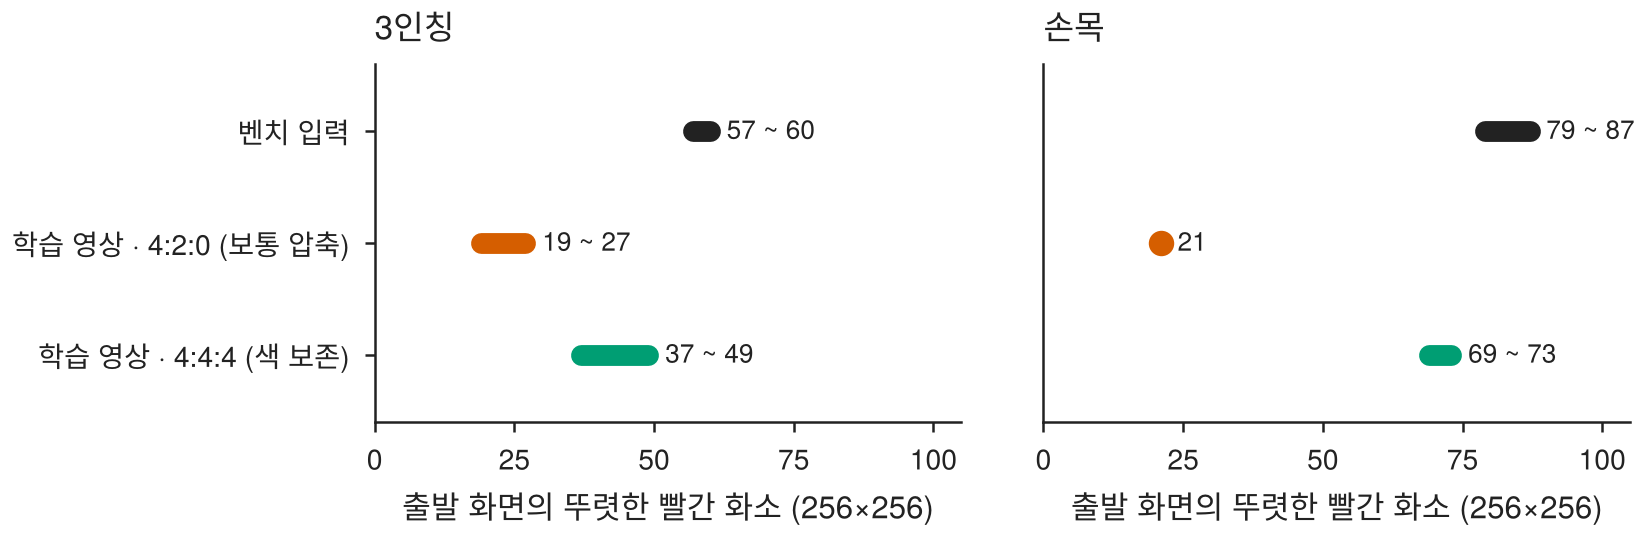 3인칭
손목
벤치 입력
57 ~ 60
79 ~ 87
학습 영상 · 4:2:0 (보통 압축)
19 ~ 27
21
학습 영상 · 4:4:4 (색 보존)
37 ~ 49
69 ~ 73
0 25 50 75 100
0 25 50 75 100
출발 화면의 뚜렷한 빨간 화소 (256×256)
출발 화면의 뚜렷한 빨간 화소 (256×256)